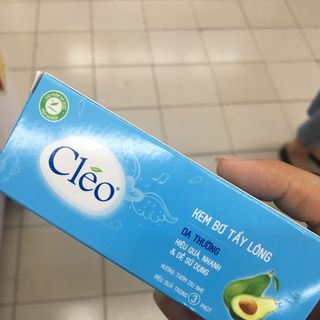 Cléo
KEM BƠ TẨY LÔNG
DA THƯỜNG
HIỆU QUẢ NHANH
& DỄ SỬ DỤNG
HƯƠNG THƠM DỊU NHẸ
HIỆU QUẢ TRONG 3 PHÚT